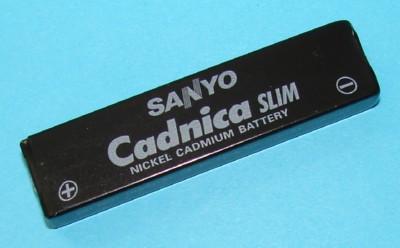 SANYO
Cadnica SLIM
NICKEL CADMIUM BATTERY
+ −